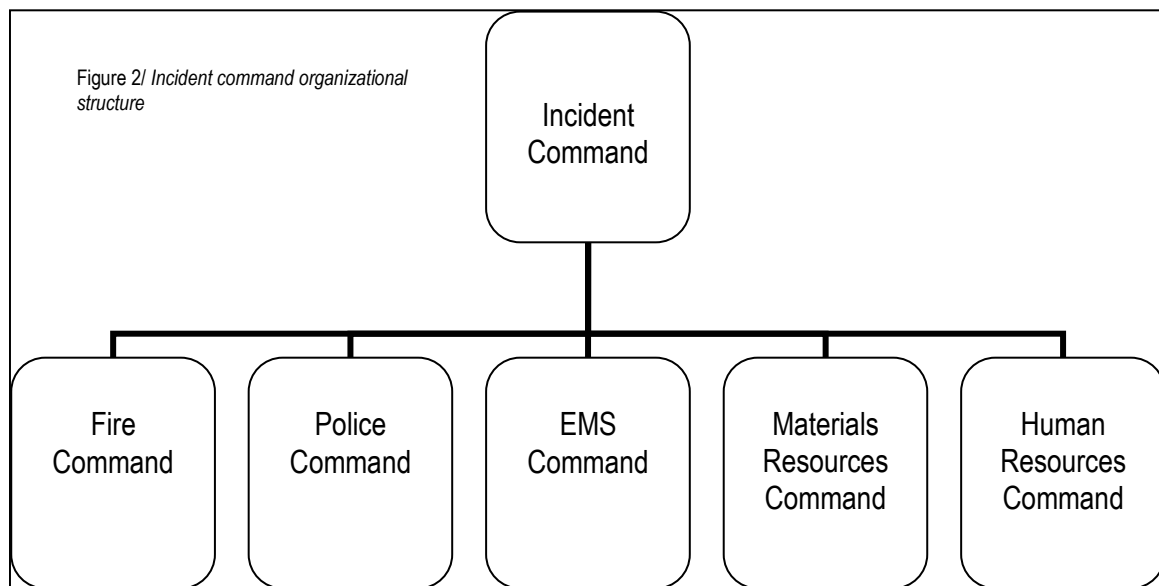 Figure 2/ Incident command organizational
structure
Incident
Command
Fire
Command
Police
Command
EMS
Command
Materials
Resources
Command
Human
Resources
Command